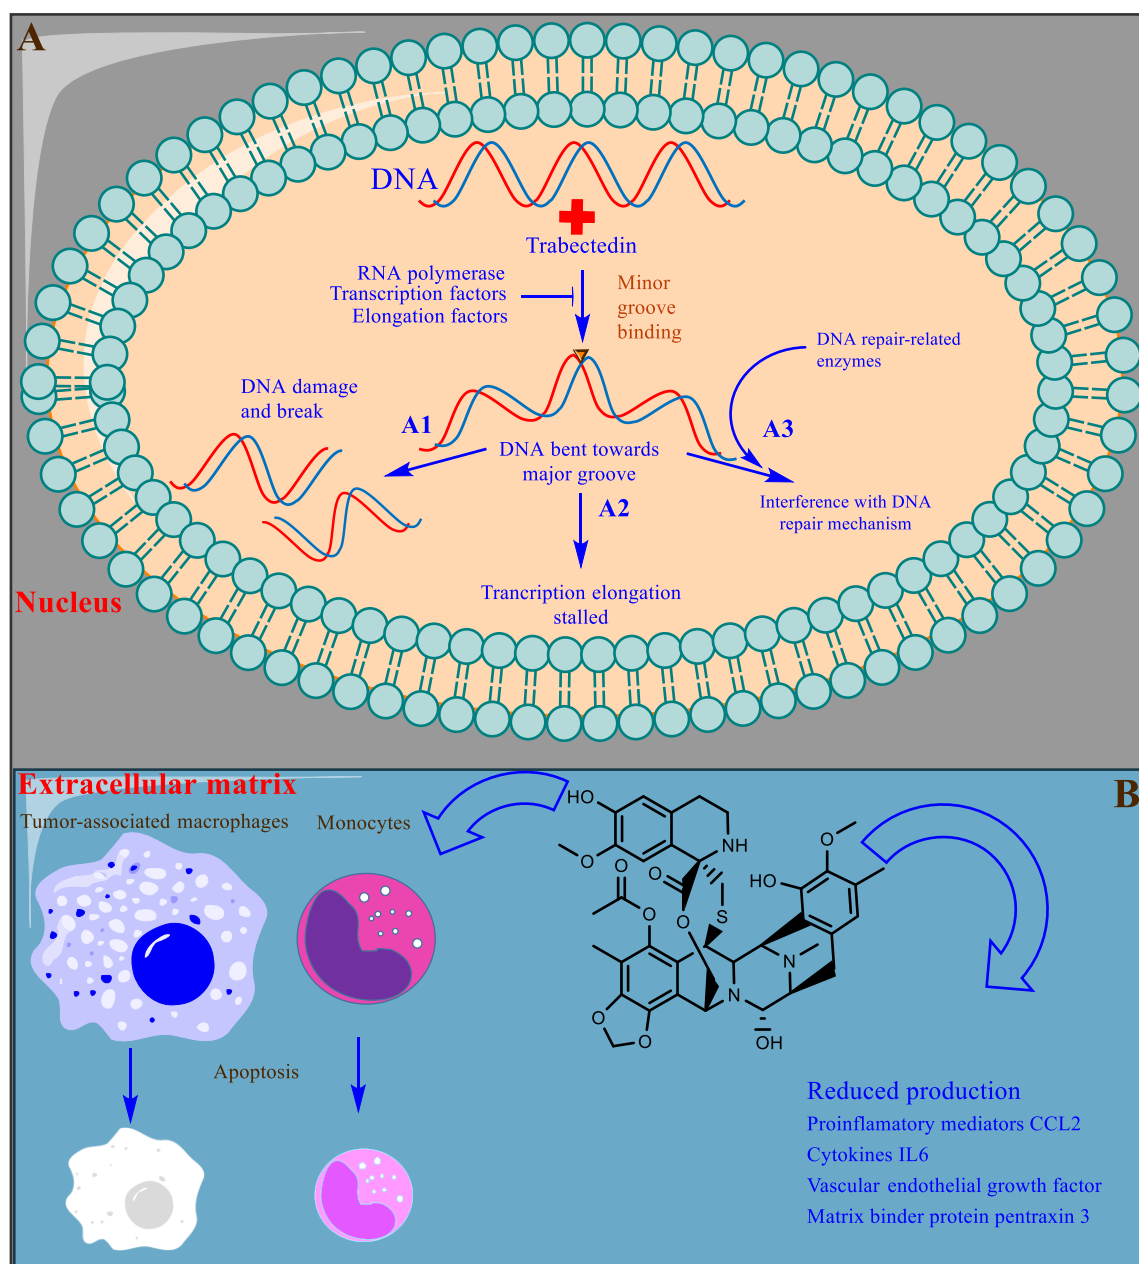 A
DNA
Trabectedin
RNA polymerase
Transcription factors
Elongation factors
Minor
groove
binding
DNA repair-related
enzymes
DNA damage
and break
A1
DNA bent towards
major groove
A3
A2
Interference with DNA
repair mechanism
Nucleus
Trancription elongation
stalled
Extracellular matrix
B
Tumor-associated macrophages
Monocytes
HO
O
NH
O
O
O
O
HO
O
S
N
N
O
O
OH
Apoptosis
Reduced production
Proinflamatory mediators CCL2
Cytokines IL6
Vascular endothelial growth factor
Matrix binder protein pentraxin 3